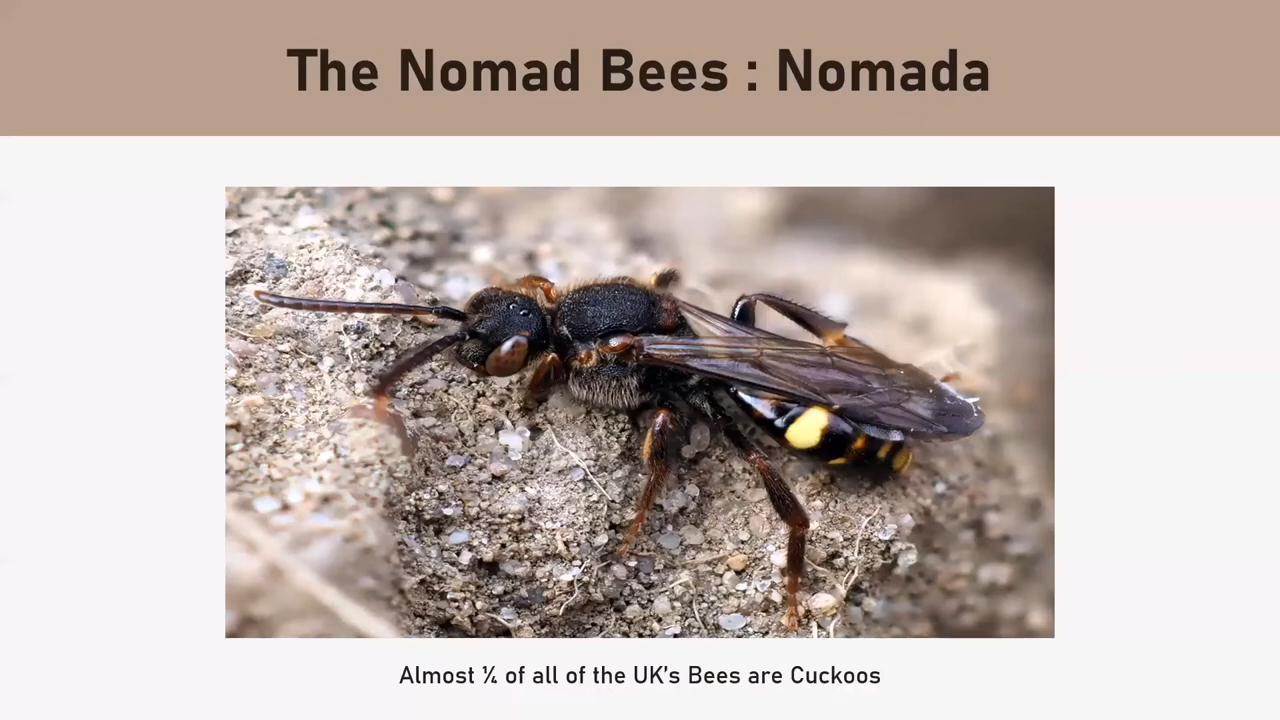 The Nomad Bees : Nomada
Almost ¼ of all of the UK's Bees are Cuckoos